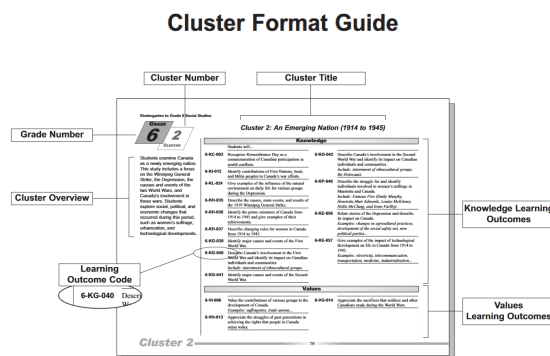 Cluster Format Guide
Cluster Number
Cluster Title
Kindergarten to Grade 8 Social Studies
GRADE
6
2
CLUSTER
Cluster 2: An Emerging Nation (1914 to 1945)
Grade Number
Cluster Overview
Students examine Canada
as a newly emerging nation.
This study includes a focus
on the Winnipeg General
Strike, the Depression, the
causes and events of the
two World Wars, and
Canada's involvement in
these wars. Students
explore social, political, and
economic changes that
occurred during this period,
such as women's suffrage,
urbanization, and
technological developments.
Learning
Outcome Code
6-KG-040 Descri
W
Knowledge
Students will...
6-KC-003 Recognize Remembrance Day as a
commemoration of Canadian participation in
world conflicts.
6-KI-012 Identify contributions of First Nations, Inuit,
and Métis peoples to Canada's war efforts.
6-KL-024 Give examples of the influence of the natural
environment on daily life for various groups
during the Depression.
6-KH-035 Describe the causes, main events, and results of
the 1919 Winnipeg General Strike.
6-KH-036 Identify the prime ministers of Canada from
1914 to 1945 and give examples of their
achievements.
6-KH-037 Describe changing roles for women in Canada
from 1914 to 1945.
6-KG-039 Identify major causes and events of the First
World War.
6-KG-040 Describe Canada's involvement in the First
World War and identify its impact on Canadian
individuals and communities.
Include: internment of ethnocultural groups
6-KG-041 Identify major causes and events of the Second
World War.
6-KG-042 Describe Canada's involvement in the Second
World War and identify its impact on Canadian
individuals and communities.
Include: internment of ethnocultural groups;
the Holocaust.
6-KP-046 Describe the struggle for and identify
individuals involved in women's suffrage in
Manitoba and Canada.
Include: Famous Five (Emily Murphy,
Henrietta Muir Edwards, Louise McKinney,
Nellie McClung, and Irene Parlby).
6-KE-056 Relate stories of the Depression and describe
its impact on Canada.
Examples: changes in agricultural practices;
development of the social safety net, new
political parties...
6-KE-057 Give examples of the impact of technological
development on life in Canada from 1914 to
1945.
Examples: electricity, telecommunication,
transportation, medicine, industrialization...
Knowledge Learning
Outcomes
Values
6-VI-006 Value the contributions of various groups to the
development of Canada.
Examples: suffragettes, trade unions...
6-VH-013 Appreciate the struggles of past generations in
achieving the rights that people in Canada
enjoy today.
6-VG-014 Appreciate the sacrifices that soldiers and other
Canadians made during the World Wars.
Values
Learning Outcomes
Cluster 2